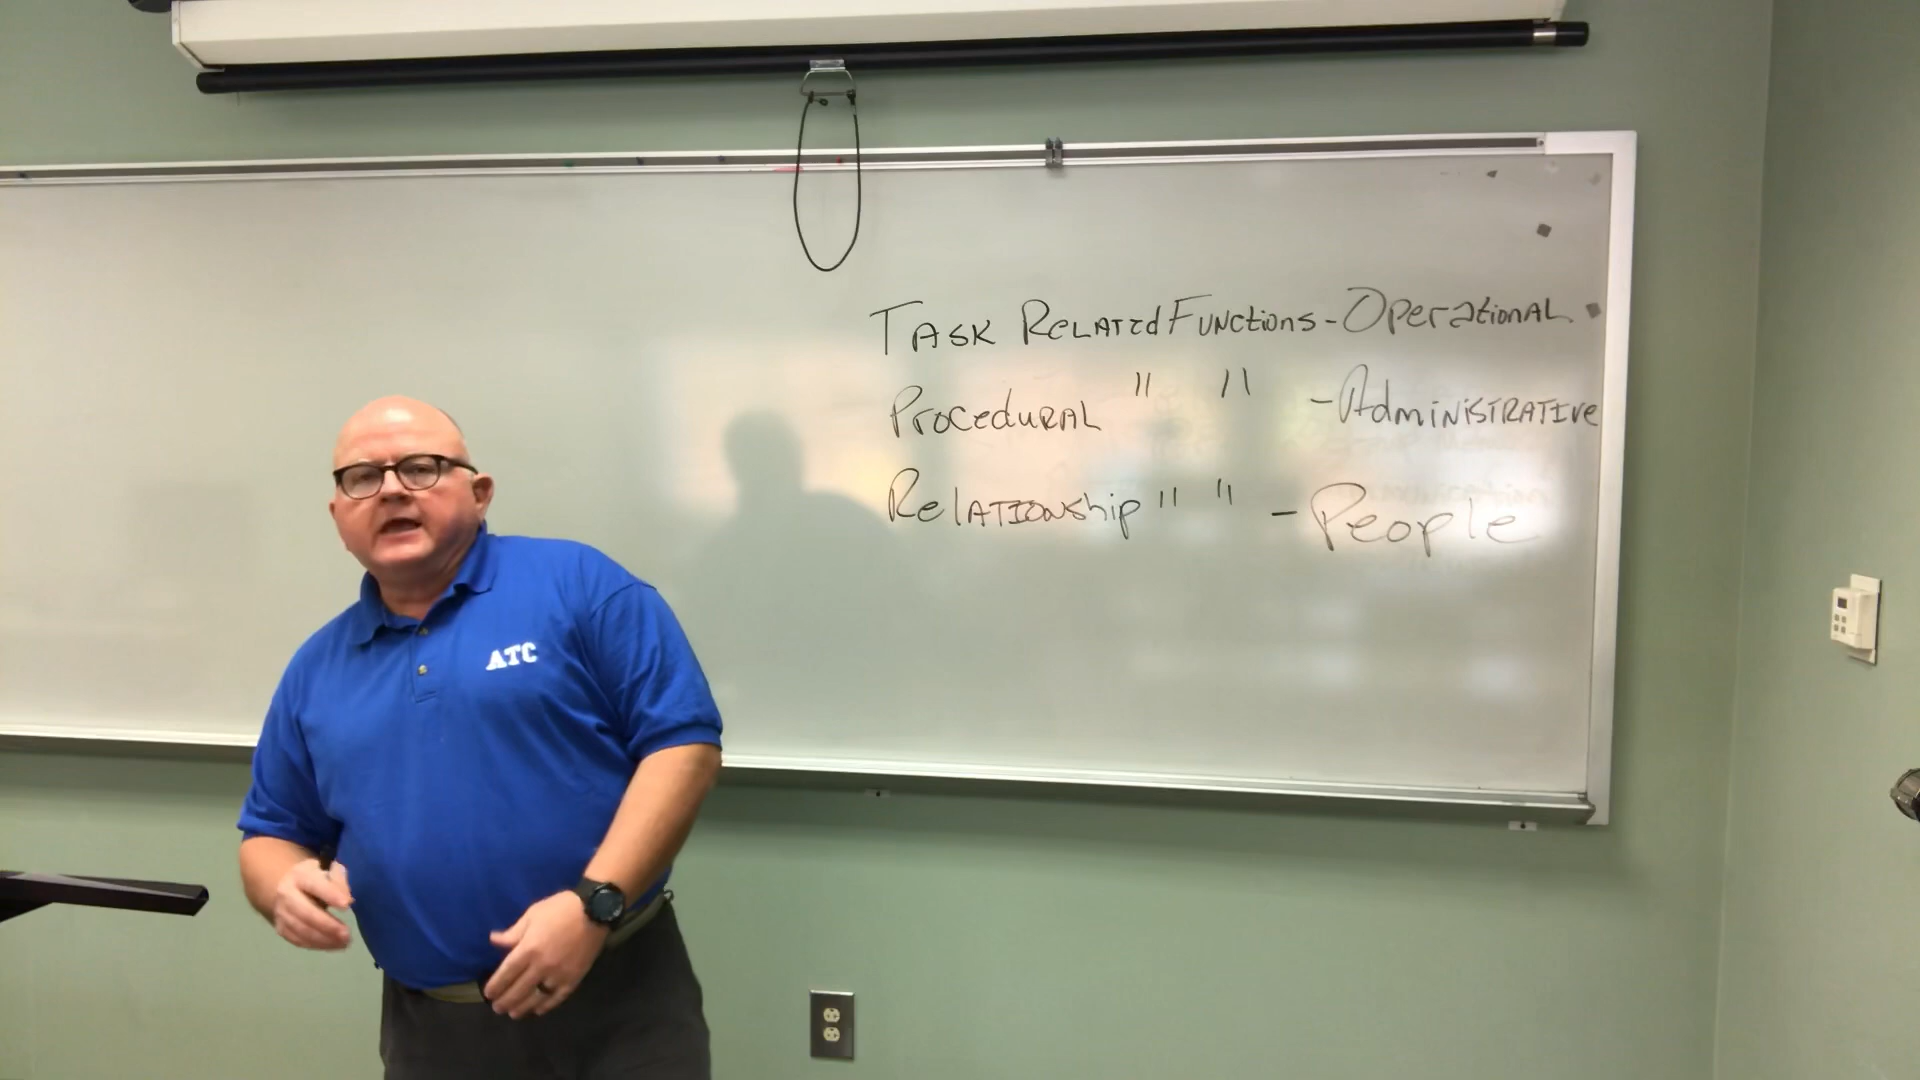 Task Related Functions - Operational
Procedural " " - Administrative
Relationship " " - People
ATC